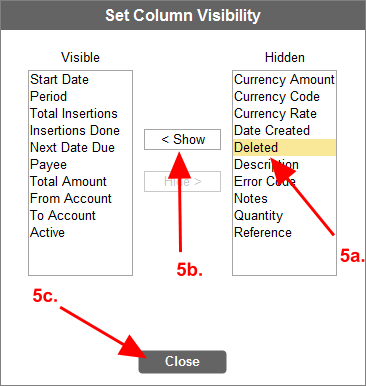 Set Column Visibility
Visible
Hidden
Start Date
Period
Total Insertions
Insertions Done
Next Date Due
Payee
Total Amount
From Account
To Account
Active
< Show
Hide >
Currency Amount
Currency Code
Currency Rate
Date Created
Deleted
Description
Error Code
Notes
Quantity
Reference
5a.
5b.
5c.
Close